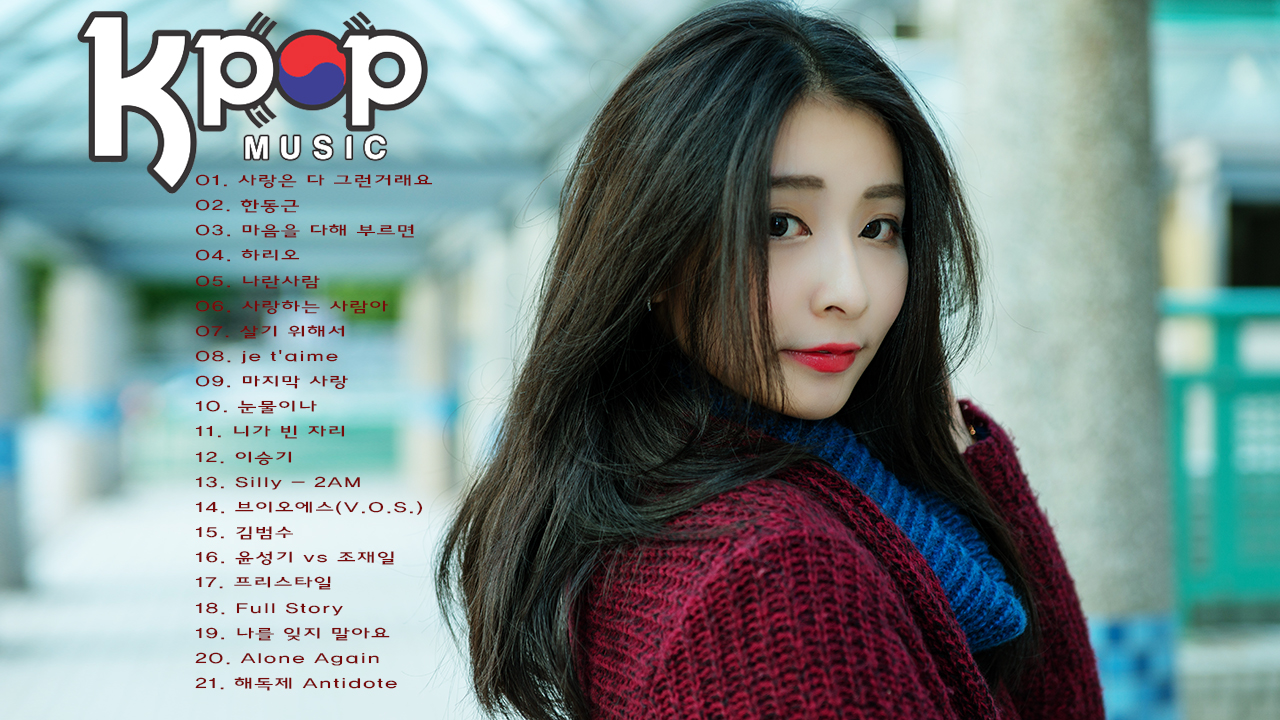 Kpop
MUSIC
01. 사랑은 다 그런거래요
02. 한동근
03. 마음을 다해 부르면
04. 하리오
05. 나란사람
06. 사랑하는 사람아
07. 살기 위해서
08. je t'aime
09. 마지막 사랑
10. 눈물이나
11. 니가 빈 자리
12. 이승기
13. Silly – 2AM
14. 브이오에스(V.O.S.)
15. 김범수
16. 윤성기 vs 조재일
17. 프리스타일
18. Full Story
19. 나를 잊지 말아요
20. Alone Again
21. 해독제 Antidote